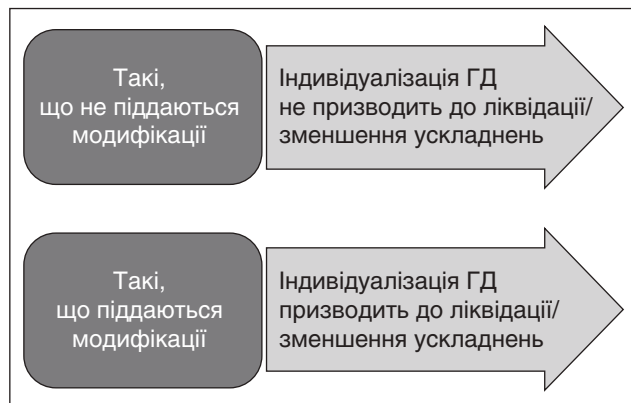 Такі,
що не піддаються
модифікації
Індивідуалізація ГД
не призводить до ліквідації/
зменшення ускладнень
Такі,
що піддаються
модифікації
Індивідуалізація ГД
призводить до ліквідації/
зменшення ускладнень